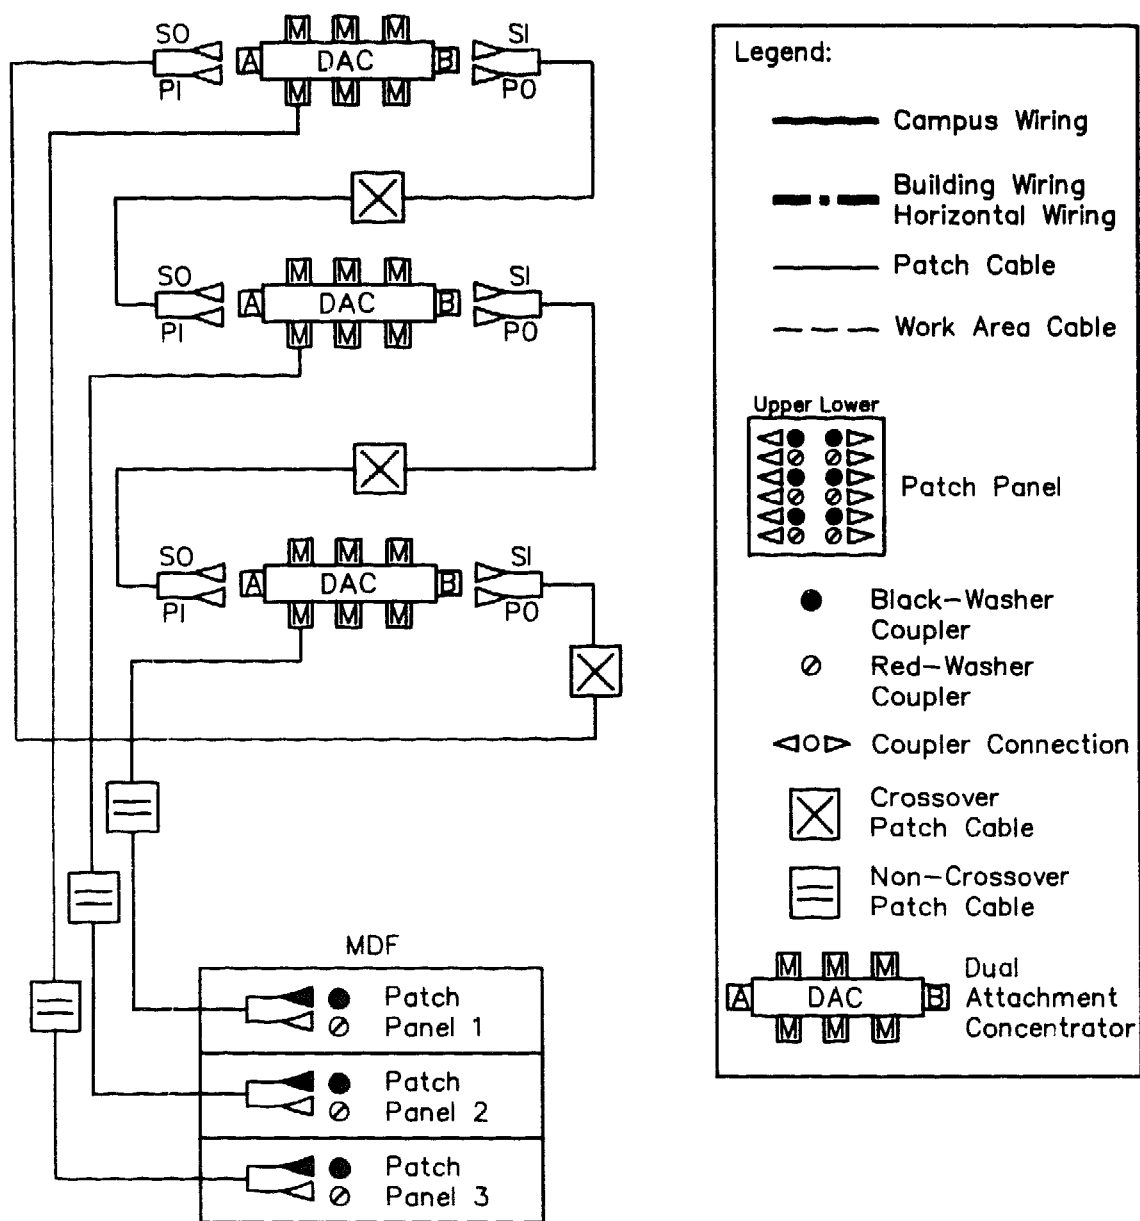 SO
PI
M M M
A DAC B
M M M
SI
PO
SO
PI
M M M
A DAC B
M M M
SI
PO
SO
PI
M M M
A DAC B
M M M
SI
PO
MDF
Patch
Panel 1
Patch
Panel 2
Patch
Panel 3
Legend:
Campus Wiring
Building Wiring
Horizontal Wiring
Patch Cable
Work Area Cable
Upper Lower
Patch Panel
Black-Washer
Coupler
Red-Washer
Coupler
Coupler Connection
Crossover
Patch Cable
Non-Crossover
Patch Cable
M M M
A DAC B
M M M
Dual
Attachment
Concentrator